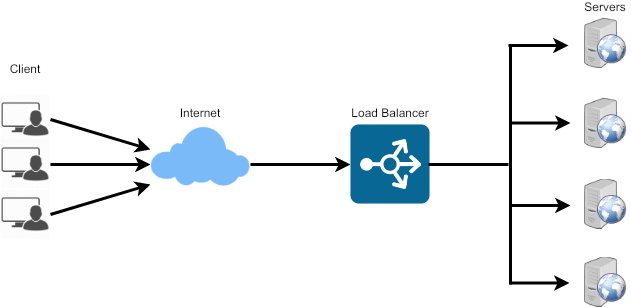 Servers
Client
Internet
Load Balancer